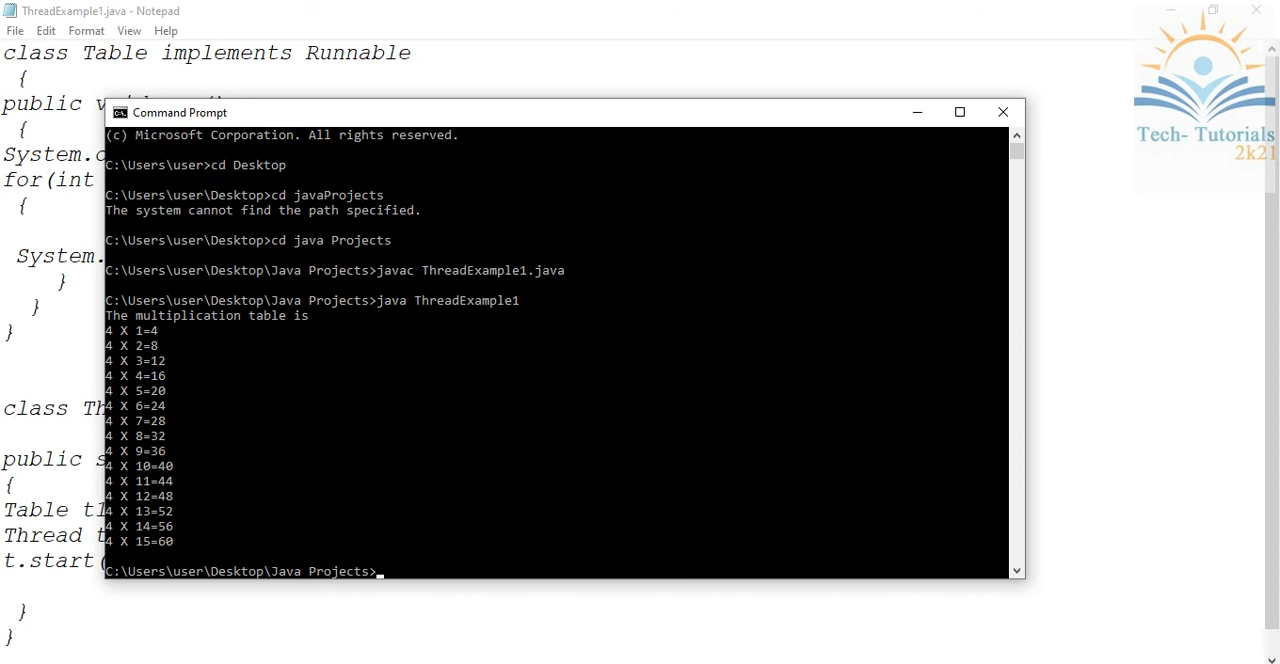 ThreadExample1.java - Notepad
File Edit Format View Help
class Table implements Runnable
{
public
{
for(int
{
System.
}
}
}
class
public
{
Table
Thread
t.start(
}
}
Command Prompt
(c) Microsoft Corporation. All rights reserved.
C:\Users\user>cd Desktop
C:\Users\user\Desktop>cd javaProjects
The system cannot find the path specified.
C:\Users\user\Desktop>cd java Projects
C:\Users\user\Desktop\Java Projects>javac ThreadExample1.java
C:\Users\user\Desktop\Java Projects>java ThreadExample1
The multiplication table is
4 X 1=4
4 X 2=8
4 X 3=12
4 X 4=16
4 X 5=20
4 X 6=24
4 X 7=28
4 X 8=32
4 X 9=36
4 X 10=40
4 X 11=44
4 X 12=48
4 X 13=52
4 X 14=56
4 X 15=60
C:\Users\user\Desktop\Java Projects>
Tech- Tutorials
2k21